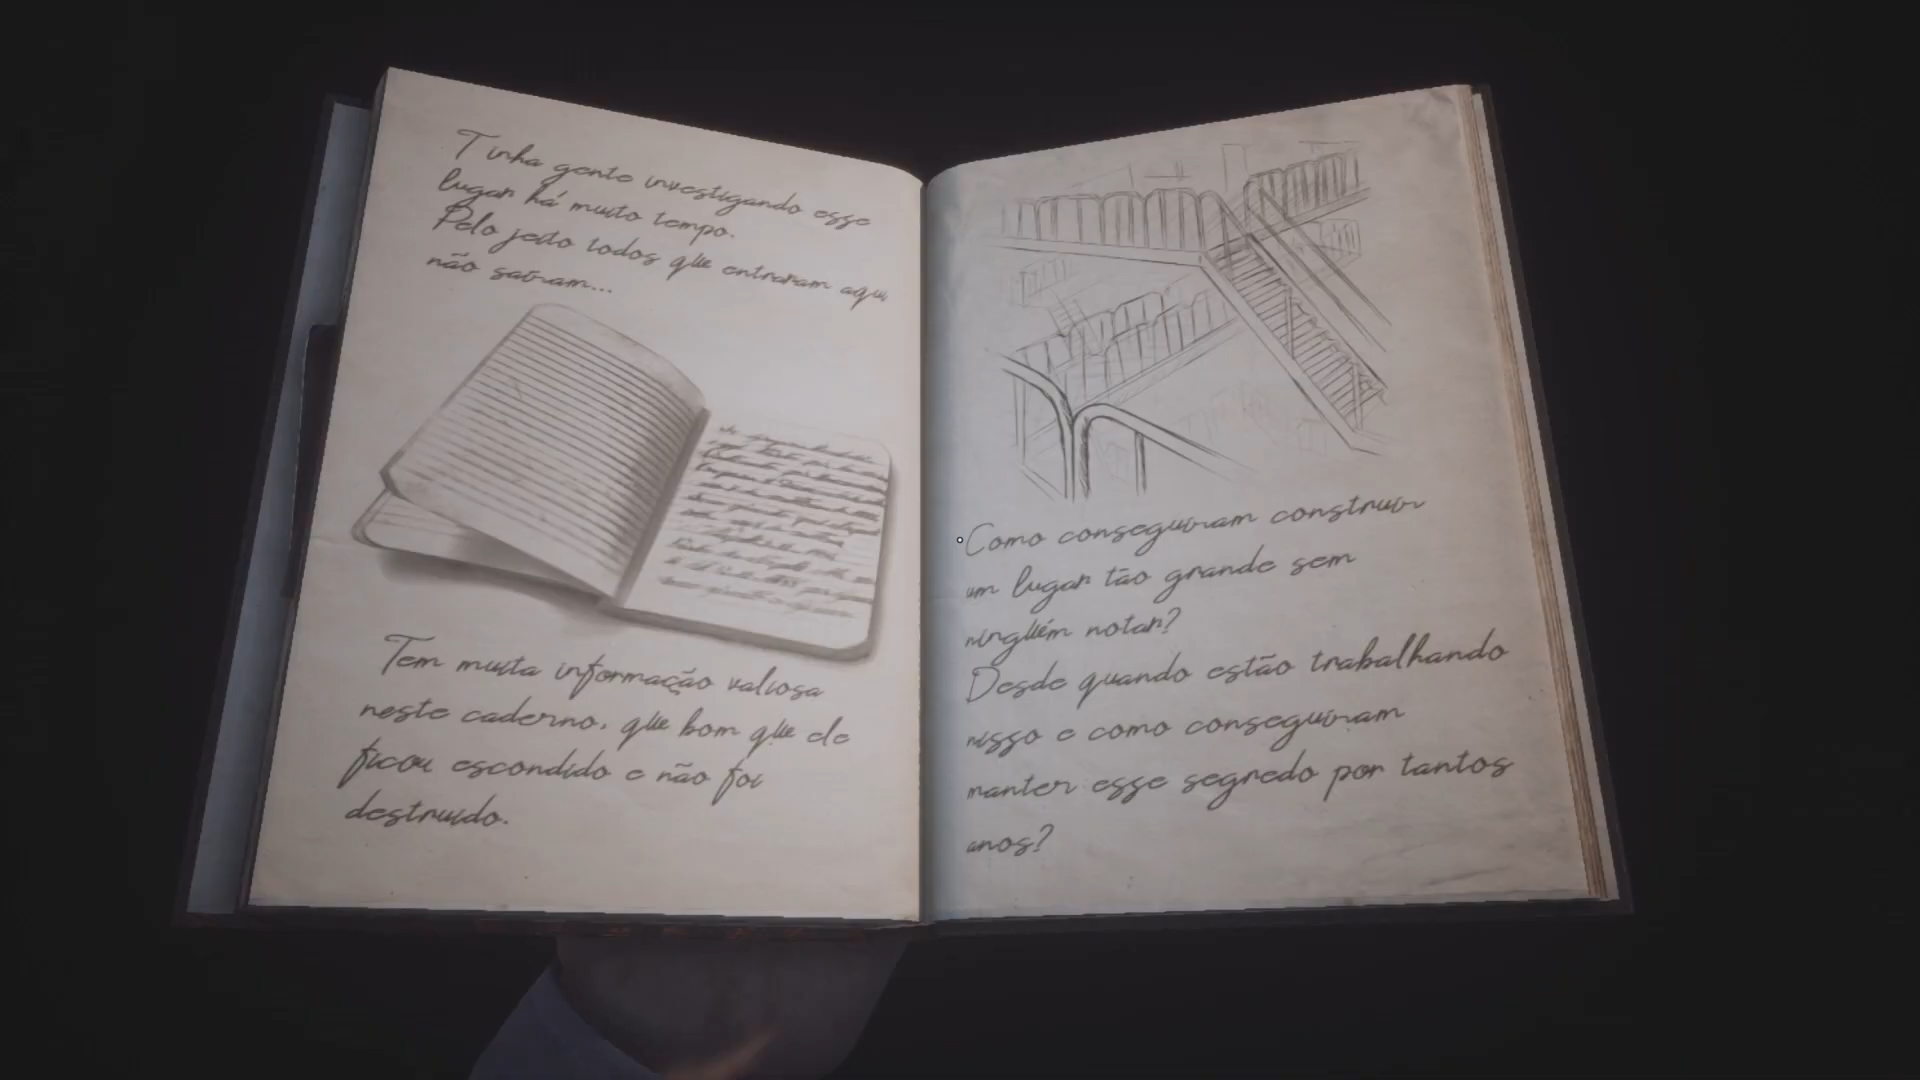 Tinha gente investigando esse
lugar há muito tempo.
Pelo jeito todos que entraram aqui
não saíram...
Tem muita informação valiosa
neste caderno, que bom que ele
ficou escondido e não foi
destruído.
Como conseguiram construir
um lugar tão grande sem
ninguém notar?
Desde quando estão trabalhando
nisso e como conseguiram
manter esse segredo por tantos
anos?